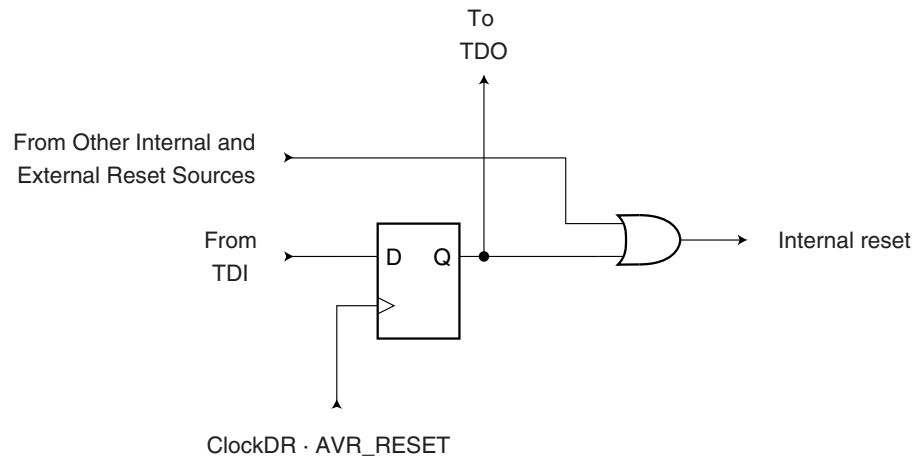 To
TDO
From Other Internal and
External Reset Sources
From
TDI
D
Q
Internal reset
ClockDR · AVR_RESET